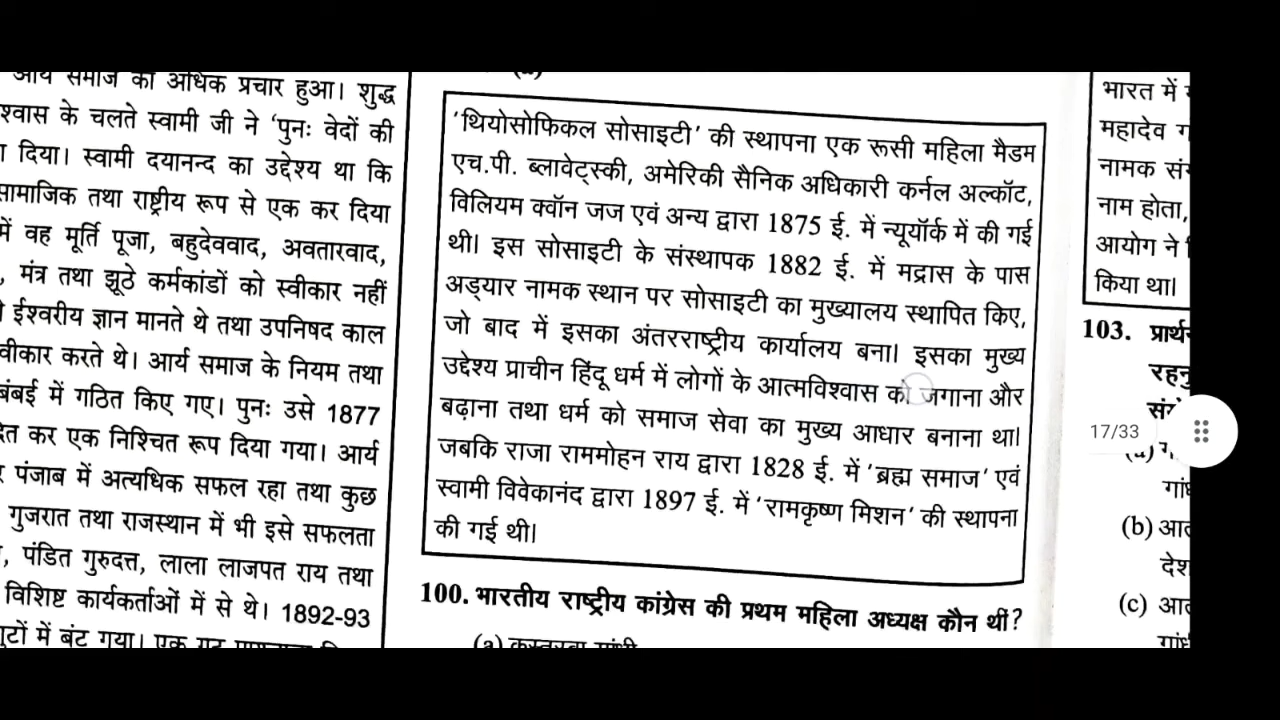 आर्य समाज का अधिक प्रचार हुआ। शुद्ध
श्वास के चलते स्वामी जी ने 'पुनः वेदों की
दिया। स्वामी दयानन्द का उद्देश्य था कि
सामाजिक तथा राष्ट्रीय रूप से एक कर दिया
में वह मूर्ति पूजा, बहुदेववाद, अवतारवाद,
, मंत्र तथा झूठे कर्मकांडों को स्वीकार नहीं
ईश्वरीय ज्ञान मानते थे तथा उपनिषद काल
वीकार करते थे। आर्य समाज के नियम तथा
बंबई में गठित किए गए। पुनः उसे 1877
कर एक निश्चित रूप दिया गया। आर्य
पंजाब में अत्यधिक सफल रहा तथा कुछ
गुजरात तथा राजस्थान में भी इसे सफलता
, पंडित गुरुदत्त, लाला लाजपत राय तथा
विशिष्ट कार्यकर्ताओं में से थे। 1892-93
गुटों में बंट गया। एक गुट
'थियोसोफिकल सोसाइटी' की स्थापना एक रूसी महिला मैडम
एच.पी. ब्लावेट्स्की, अमेरिकी सैनिक अधिकारी कर्नल अल्कॉट,
विलियम क्वॉन जज एवं अन्य द्वारा 1875 ई. में न्यूयॉर्क में की गई
थी। इस सोसाइटी के संस्थापक 1882 ई. में मद्रास के पास
अड्यार नामक स्थान पर सोसाइटी का मुख्यालय स्थापित किए,
जो बाद में इसका अंतरराष्ट्रीय कार्यालय बना। इसका मुख्य
उद्देश्य प्राचीन हिंदू धर्म में लोगों के आत्मविश्वास को जगाना और
बढ़ाना तथा धर्म को समाज सेवा का मुख्य आधार बनाना था।
जबकि राजा राममोहन राय द्वारा 1828 ई. में 'ब्रह्म समाज' एवं
स्वामी विवेकानंद द्वारा 1897 ई. में 'रामकृष्ण मिशन' की स्थापना
की गई थी।
100. भारतीय राष्ट्रीय कांग्रेस की प्रथम महिला अध्यक्ष कौन थीं?
(a) कस्तूरबा गांधी
भारत में
महादेव
नामक
नाम होता,
आयोग ने
किया था।
103.
17/33
(b)
(c)